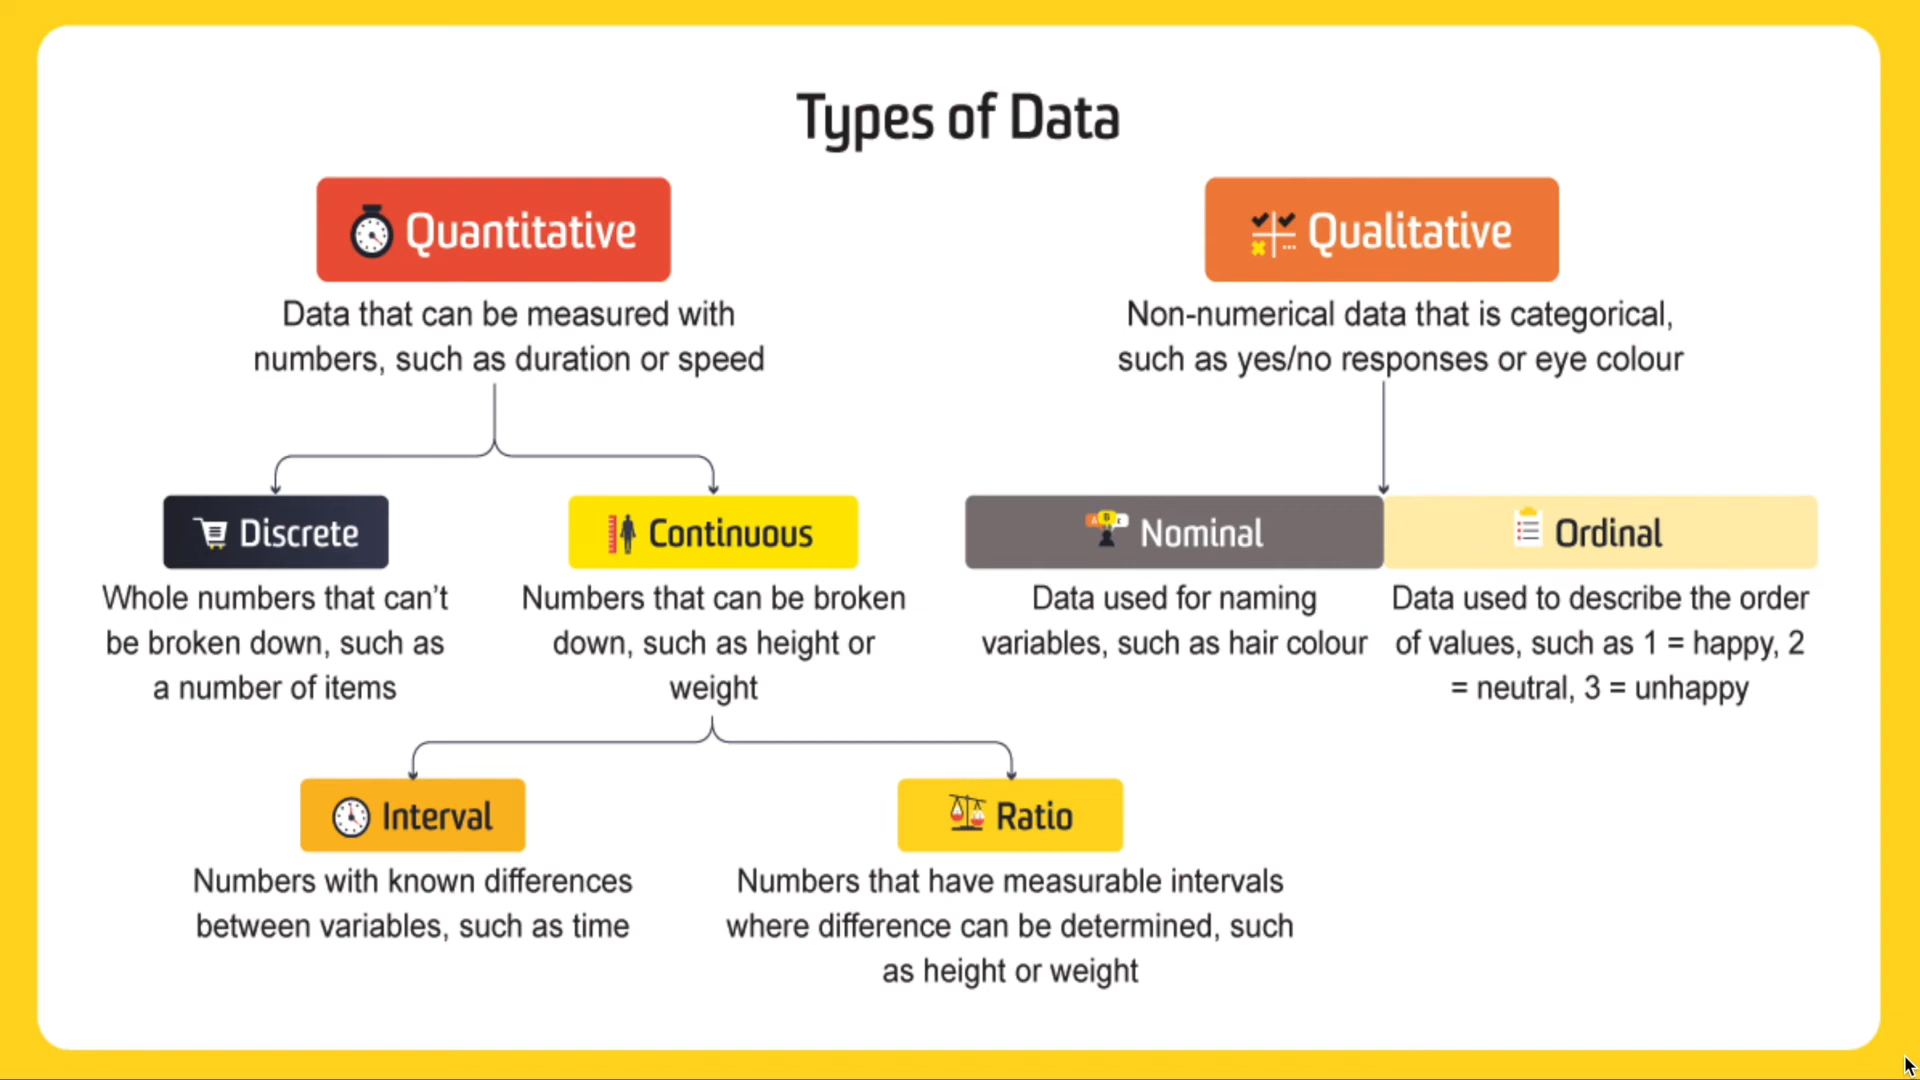 Types of Data
Quantitative
Data that can be measured with
numbers, such as duration or speed
Qualitative
Non-numerical data that is categorical,
such as yes/no responses or eye colour
Discrete
Whole numbers that can't
be broken down, such as
a number of items
Continuous
Numbers that can be broken
down, such as height or
weight
Nominal
Data used for naming
variables, such as hair colour
Ordinal
Data used to describe the order
of values, such as 1 = happy, 2
= neutral, 3 = unhappy
Interval
Numbers with known differences
between variables, such as time
Ratio
Numbers that have measurable intervals
where difference can be determined, such
as height or weight